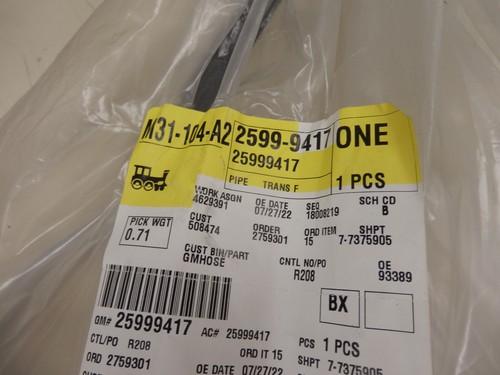 M31-104-A2 2599-9417 ONE
25999417
PIPE TRANS F 1 PCS
WORK ASGN OE DATE SEQ SCH CD
4629391 07/27/22 18008219 B
PICK WGT CUST ORDER ORD ITEM SHPT
0.71 508474 2759301 15 7-7375905
CUST BIN/PART CNTL NO/PO OE
GMHOSE R208 93389
BX
GM# 25999417 AC# 25999417 PCS 1 PCS
CTL/PO R208 ORD IT 15 SHPT 7-7375905
ORD 2759301 OE DATE 07/27/22